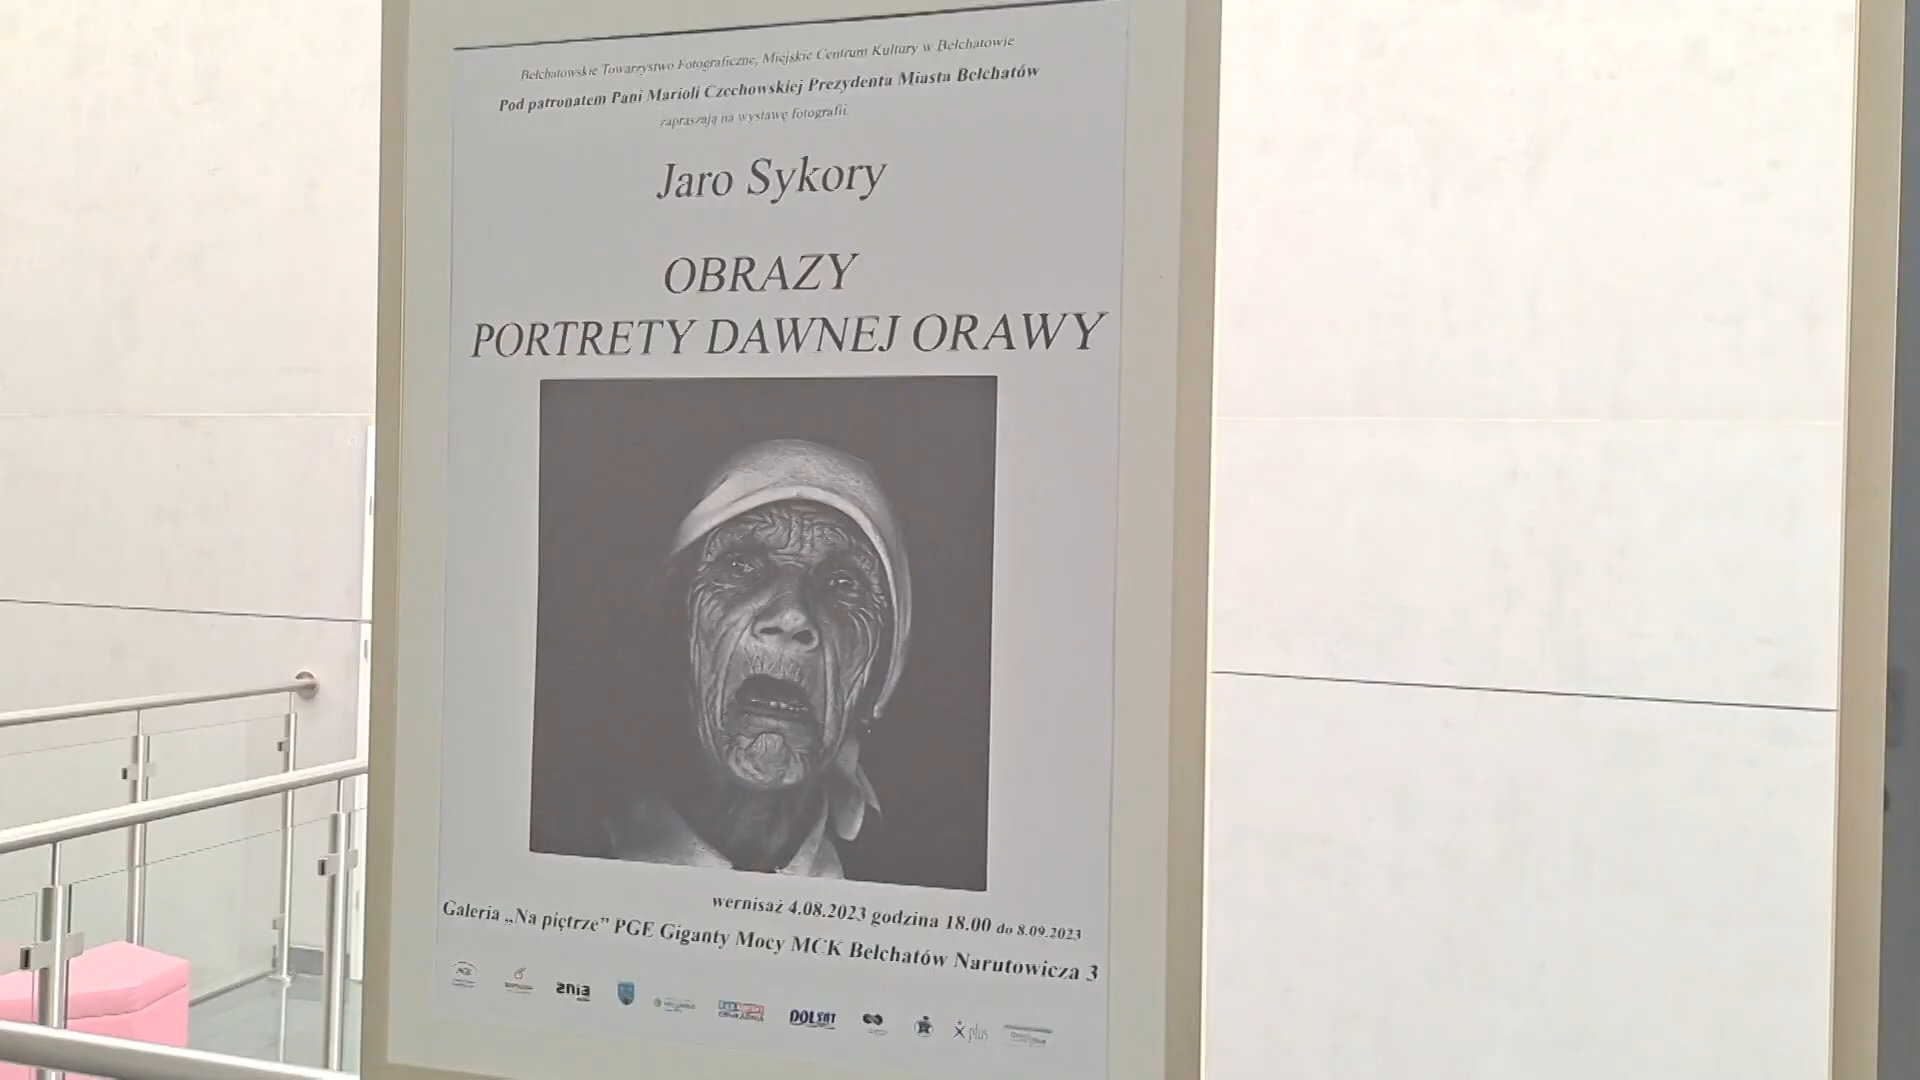 Bełchatowskie Towarzystwo Fotograficzne, Miejskie Centrum Kultury w Bełchatowie
Pod patronatem Pani Marioli Czechowskiej Prezydenta Miasta Bełchatów
zapraszają na wystawę fotografii.
Jaro Sykory
OBRAZY
PORTRETY DAWNEJ ORAWY
wernisaż 4.08.2023 godzina 18.00 do 8.09.2023
Galeria „Na piętrze” PGE Giganty Mocy MCK Bełchatów Narutowicza 3
DOLSAT
plus